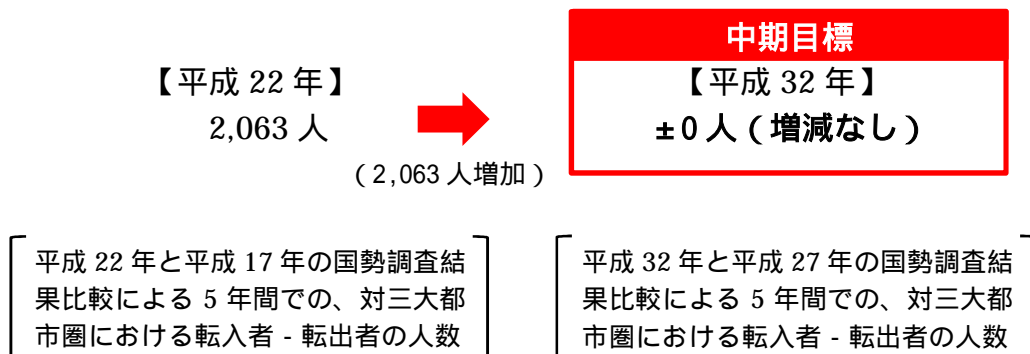 中期目標
【平成 22 年】
2,063 人
(2,063 人増加)
【平成 32 年】
±0 人(増減なし)
平成 22 年と平成 17 年の国勢調査結
果比較による 5 年間での、対三大都
市圏における転入者 - 転出者の人数
平成 32 年と平成 27 年の国勢調査結
果比較による 5 年間での、対三大都
市圏における転入者 - 転出者の人数